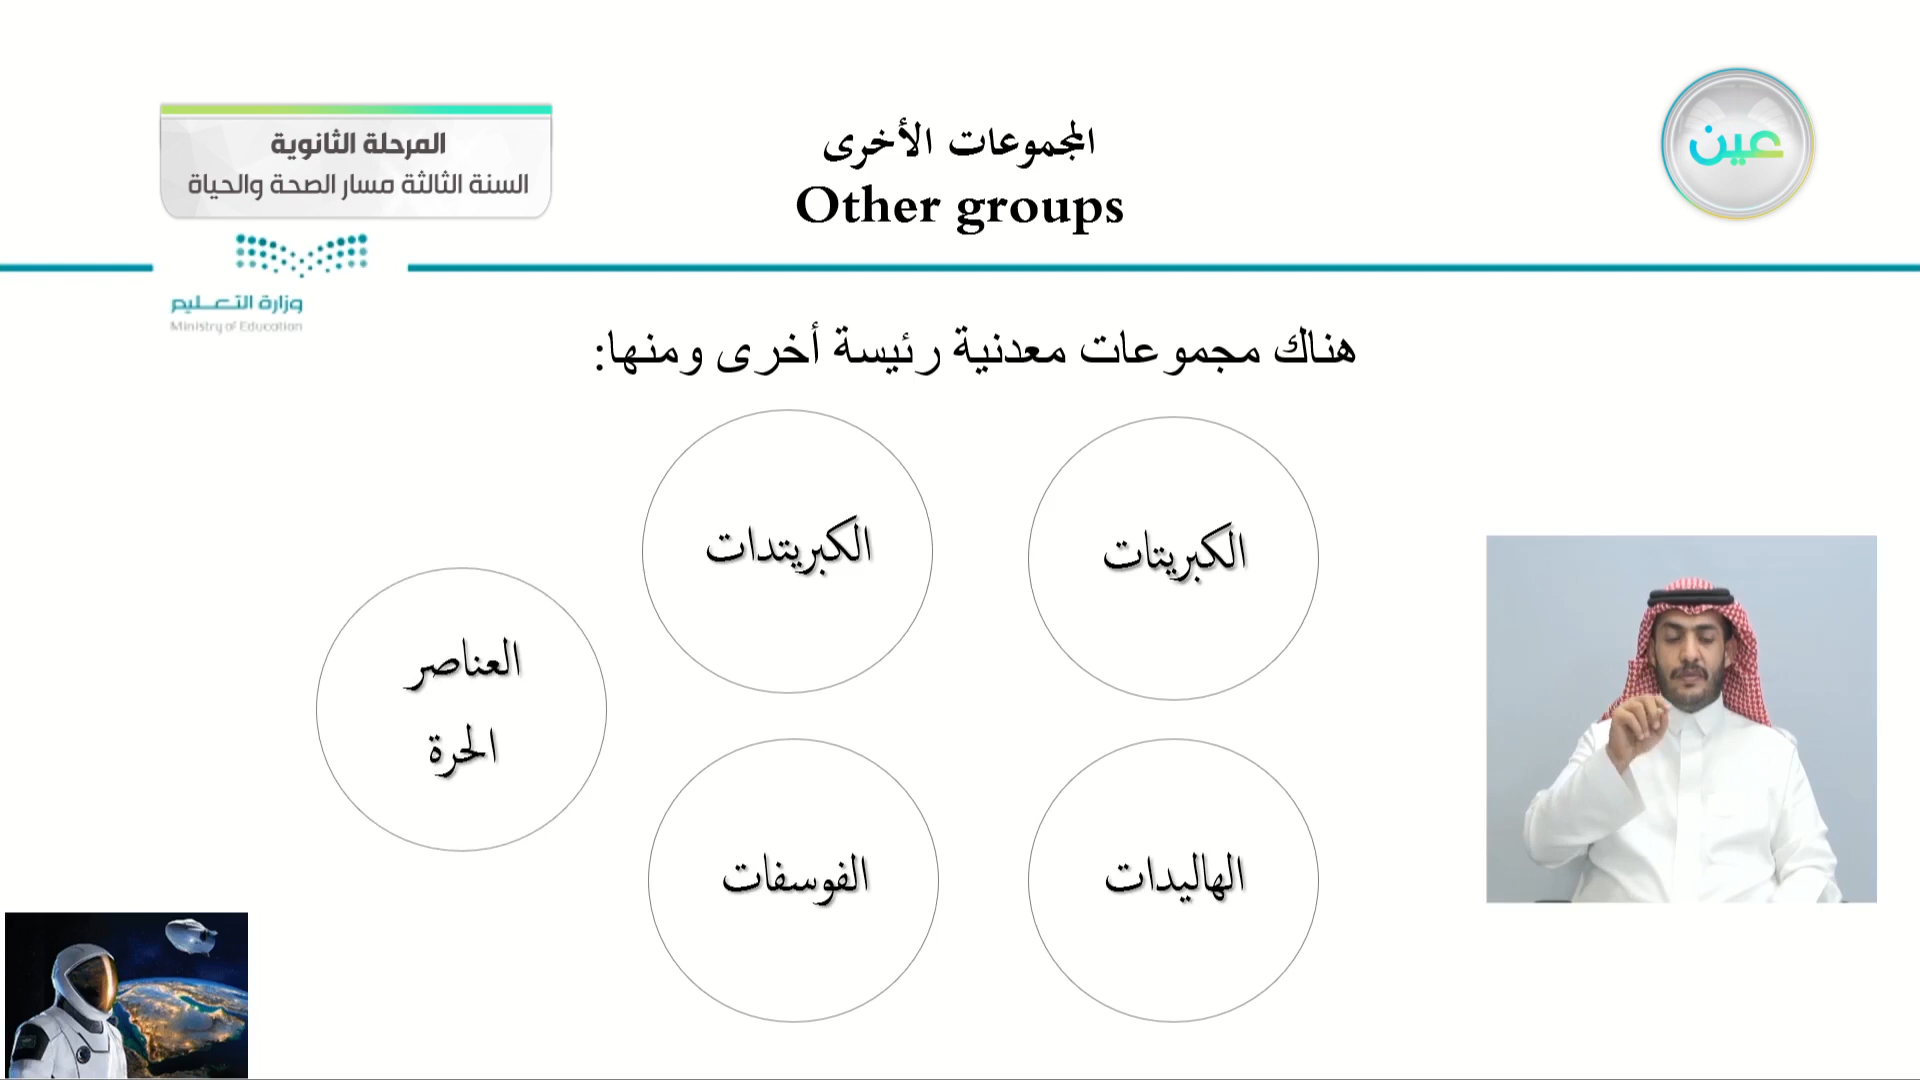 عين
المجموعات الأخرى
Other groups
المرحلة الثانوية
السنة الثالثة مسار الصحة والحياة
وزارة التعليم
Ministry of Education
هناك مجموعات معدنية رئيسة أخرى ومنها:
الكبريتات
الكبريتدات
العناصر
الحرة
الهاليدات
الفوسفات